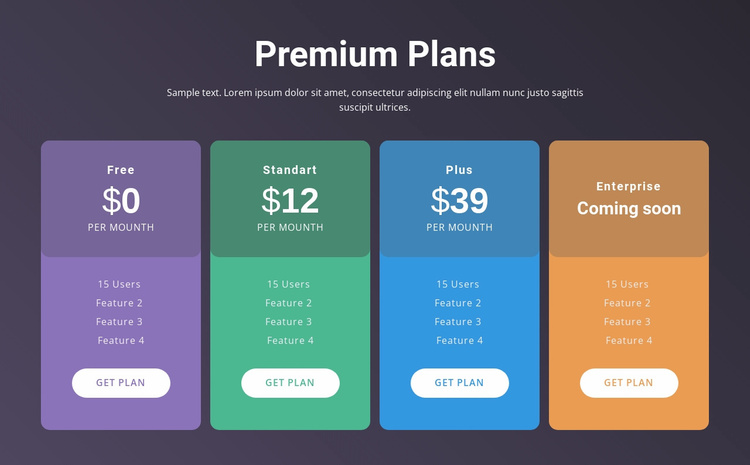 Premium Plans
Sample text. Lorem ipsum dolor sit amet, consectetur adipiscing elit nullam nunc justo sagittis
suscipit ultrices.
Free
$0
PER MOUNTH
15 Users
Feature 2
Feature 3
Feature 4
GET PLAN
Standart
$12
PER MOUNTH
15 Users
Feature 2
Feature 3
Feature 4
GET PLAN
Plus
$39
PER MOUNTH
15 Users
Feature 2
Feature 3
Feature 4
GET PLAN
Enterprise
Coming soon
15 Users
Feature 2
Feature 3
Feature 4
GET PLAN